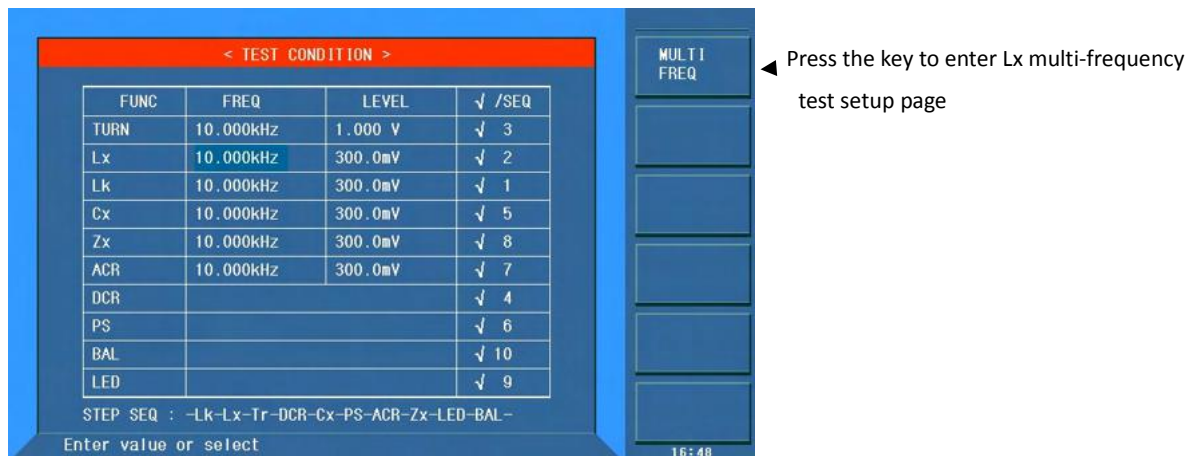 < TEST CONDITION >
FUNC FREQ LEVEL √ /SEQ
TURN 10.000kHz 1.000 V √ 3
Lx 10.000kHz 300.0mV √ 2
Lk 10.000kHz 300.0mV √ 1
Cx 10.000kHz 300.0mV √ 5
Zx 10.000kHz 300.0mV √ 8
ACR 10.000kHz 300.0mV √ 7
DCR √ 4
PS √ 6
BAL √ 10
LED √ 9
STEP SEQ : -Lk-Lx-Tr-DCR-Cx-PS-ACR-Zx-LED-BAL-
Enter value or select
MULTI
FREQ
16:48
Press the key to enter Lx multi-frequency
test setup page